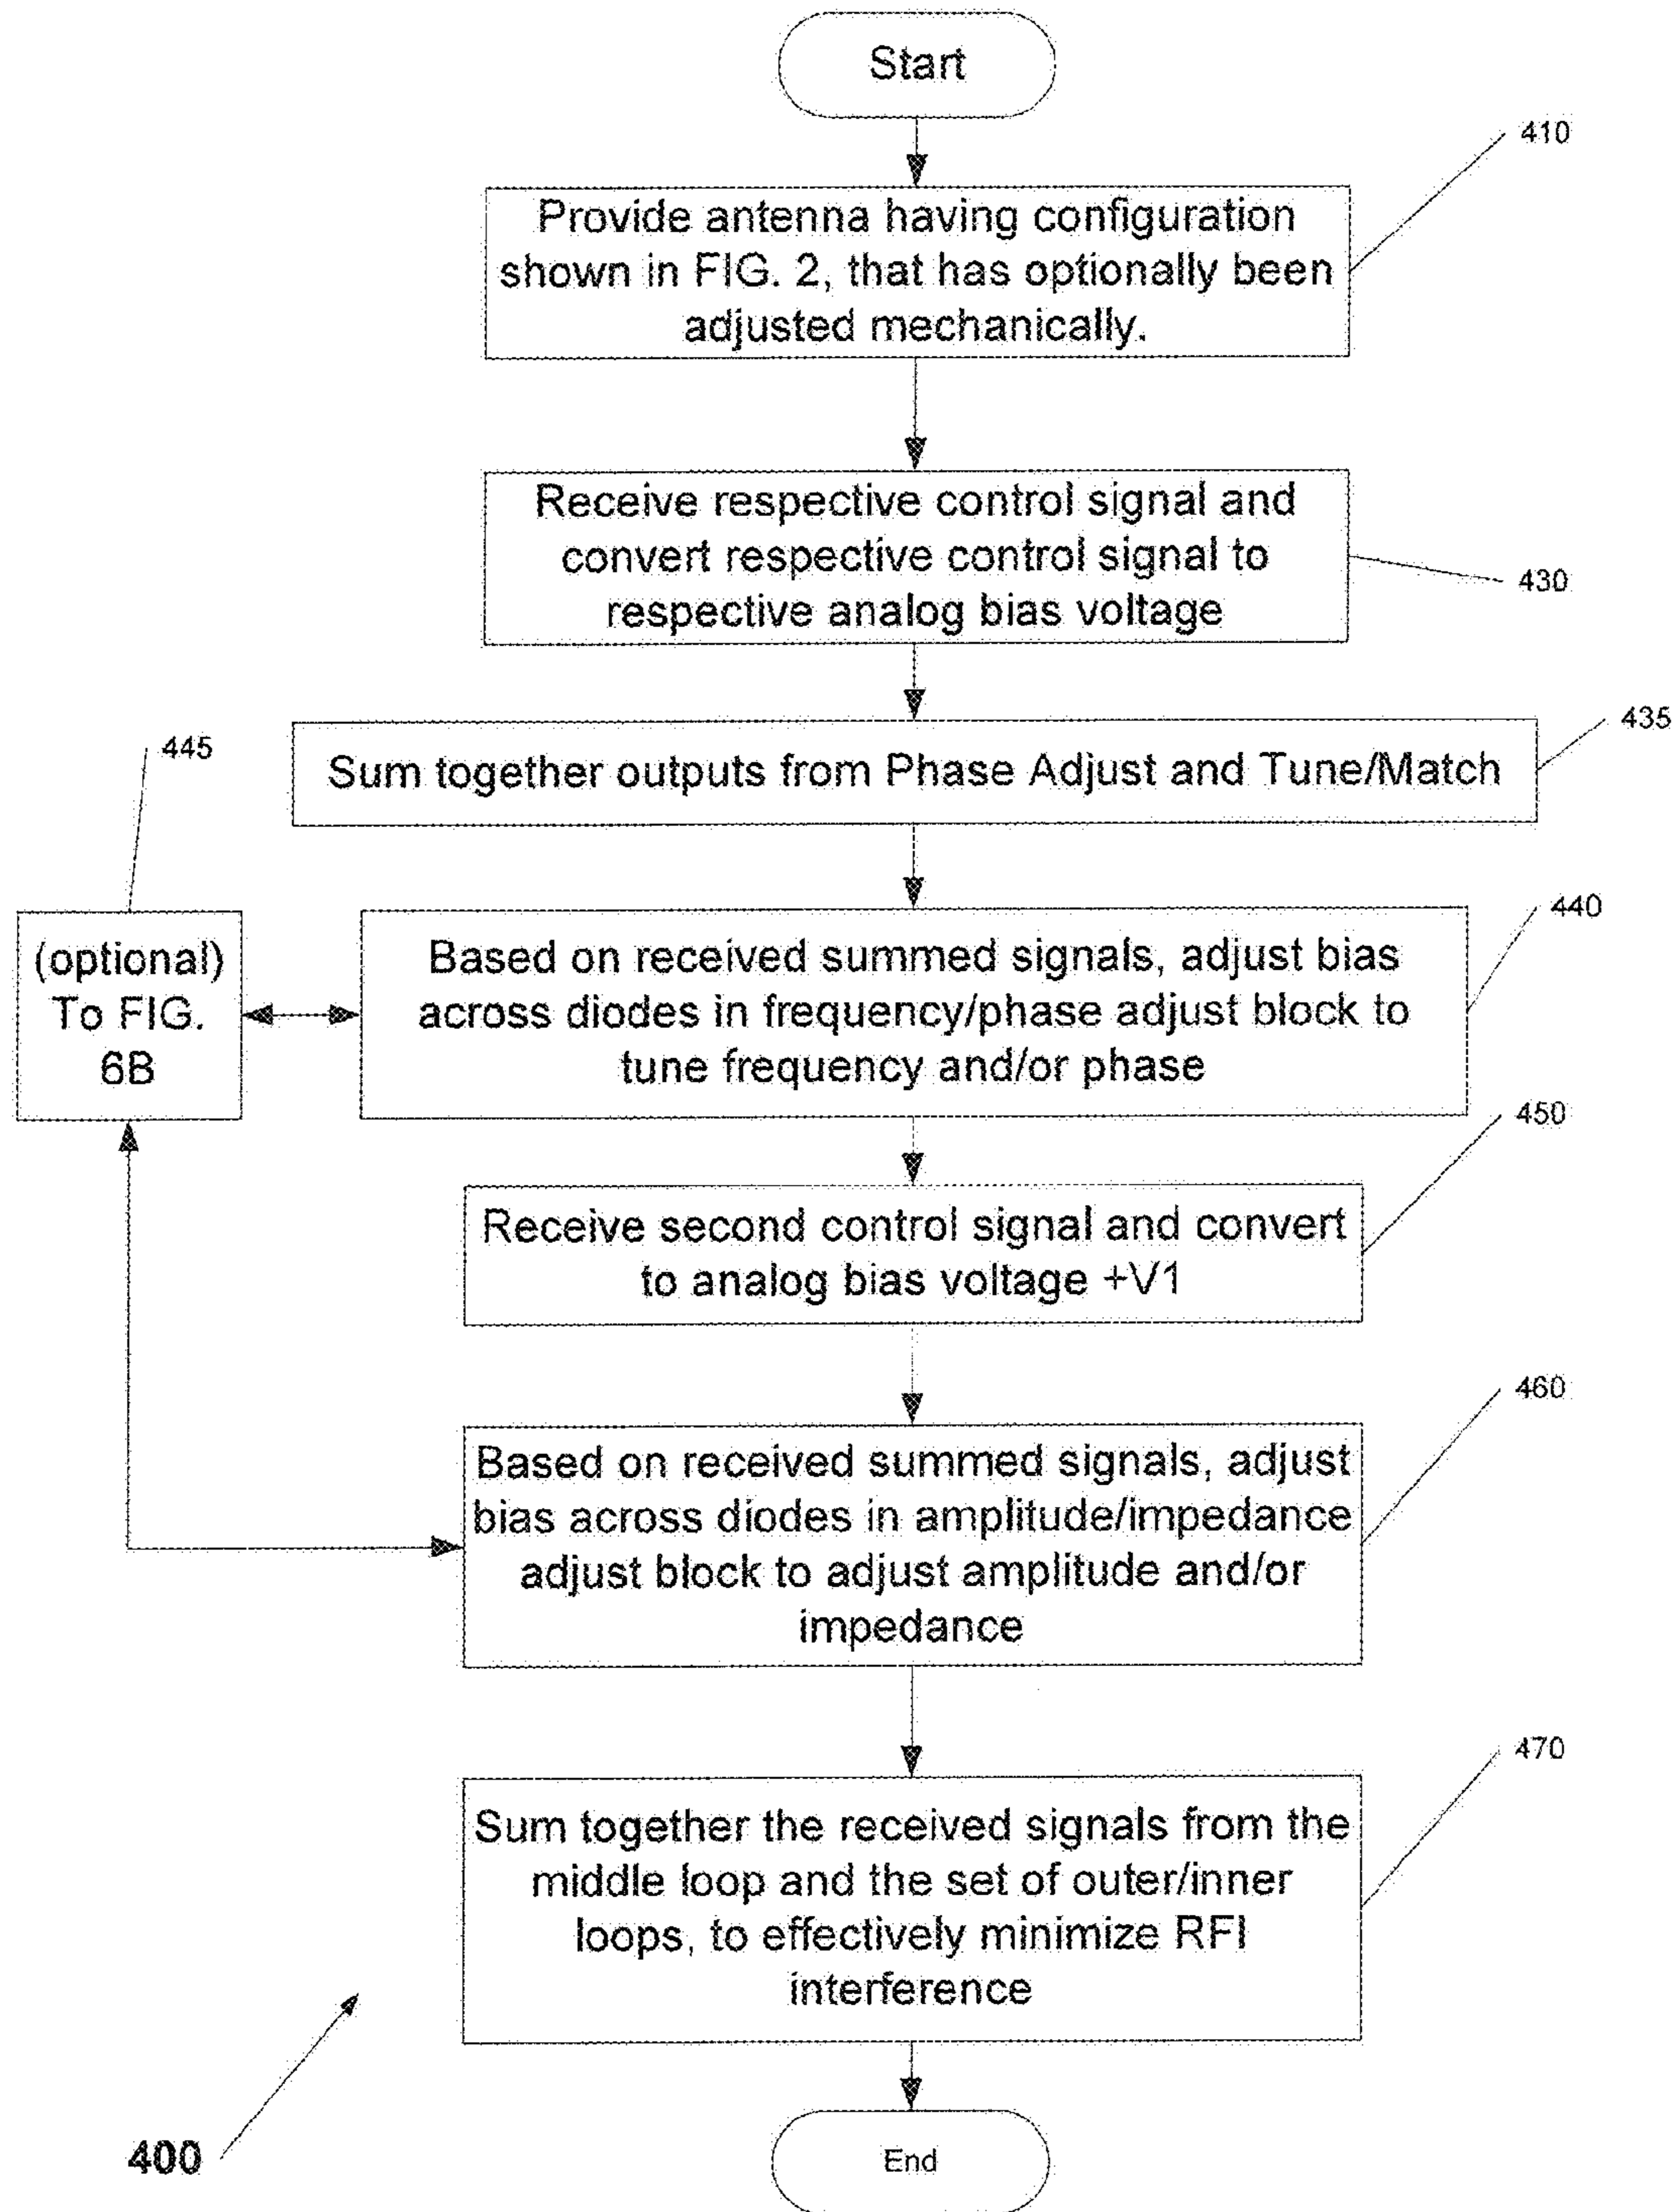 Start
410
Provide antenna having configuration
shown in FIG. 2, that has optionally been
adjusted mechanically.
Receive respective control signal and
convert respective control signal to
respective analog bias voltage
430
435
Sum together outputs from Phase Adjust and Tune/Match
445
(optional)
To FIG.
6B
440
Based on received summed signals, adjust bias
across diodes in frequency/phase adjust block to
tune frequency and/or phase
450
Receive second control signal and convert
to analog bias voltage +V1
460
Based on received summed signals, adjust
bias across diodes in amplitude/impedance
adjust block to adjust amplitude and/or
impedance
470
Sum together the received signals from the
middle loop and the set of outer/inner
loops, to effectively minimize RFI
interference
400
End